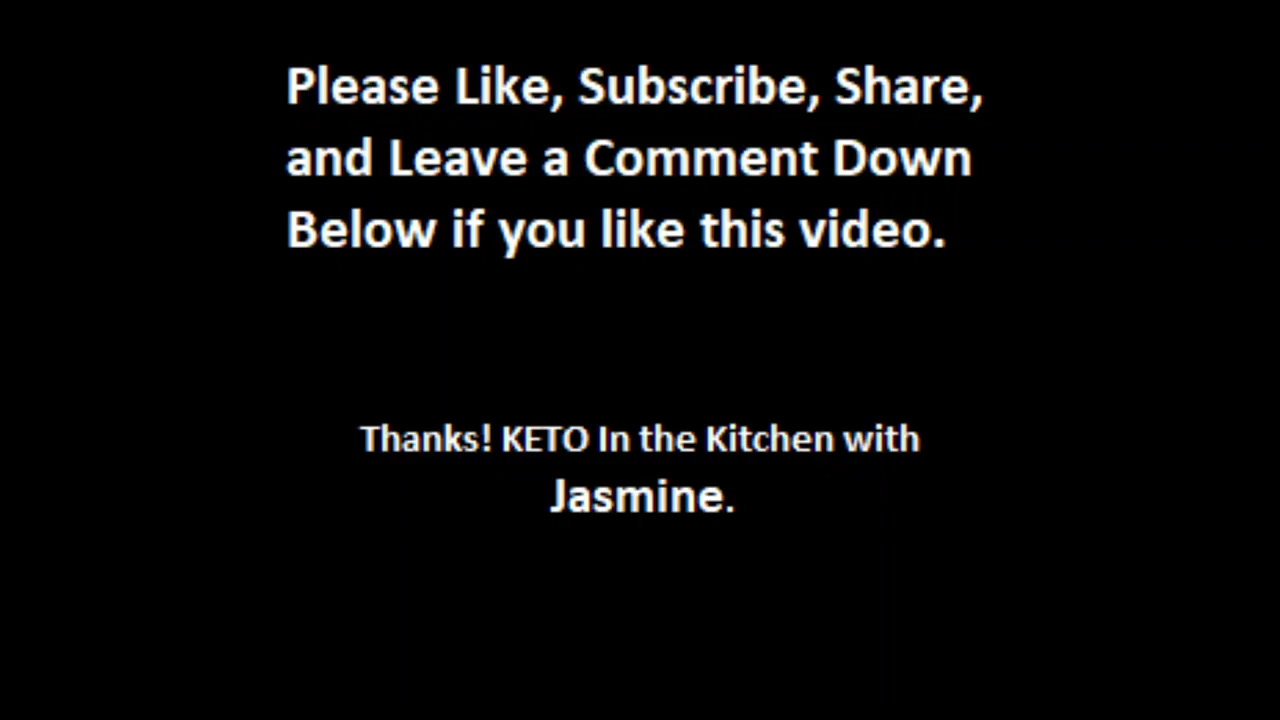 Please Like, Subscribe, Share,
and Leave a Comment Down
Below if you like this video.
Thanks! KETO In the Kitchen with
Jasmine.